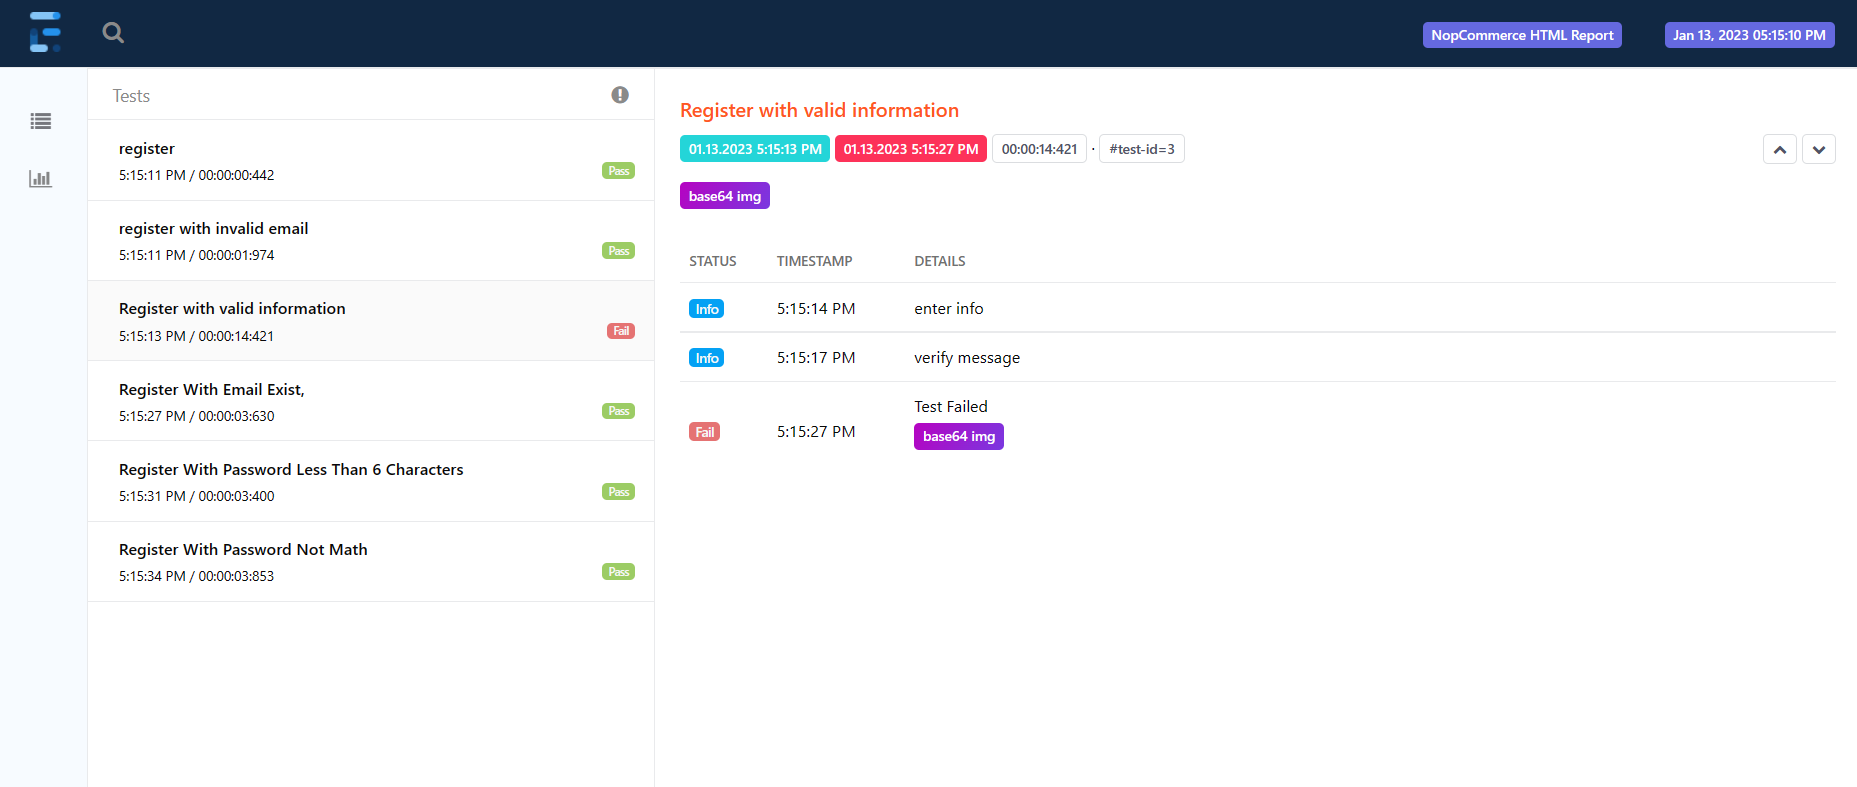 NopCommerce HTML Report
Jan 13, 2023 05:15:10 PM
Tests
register
5:15:11 PM / 00:00:00:442
Pass
register with invalid email
5:15:11 PM / 00:00:01:974
Pass
Register with valid information
5:15:13 PM / 00:00:14:421
Fail
Register With Email Exist,
5:15:27 PM / 00:00:03:630
Pass
Register With Password Less Than 6 Characters
5:15:31 PM / 00:00:03:400
Pass
Register With Password Not Math
5:15:34 PM / 00:00:03:853
Pass
Register with valid information
01.13.2023 5:15:13 PM 01.13.2023 5:15:27 PM 00:00:14:421 · #test-id=3
base64 img
STATUS TIMESTAMP DETAILS
Info 5:15:14 PM enter info
Info 5:15:17 PM verify message
Fail 5:15:27 PM Test Failed
base64 img